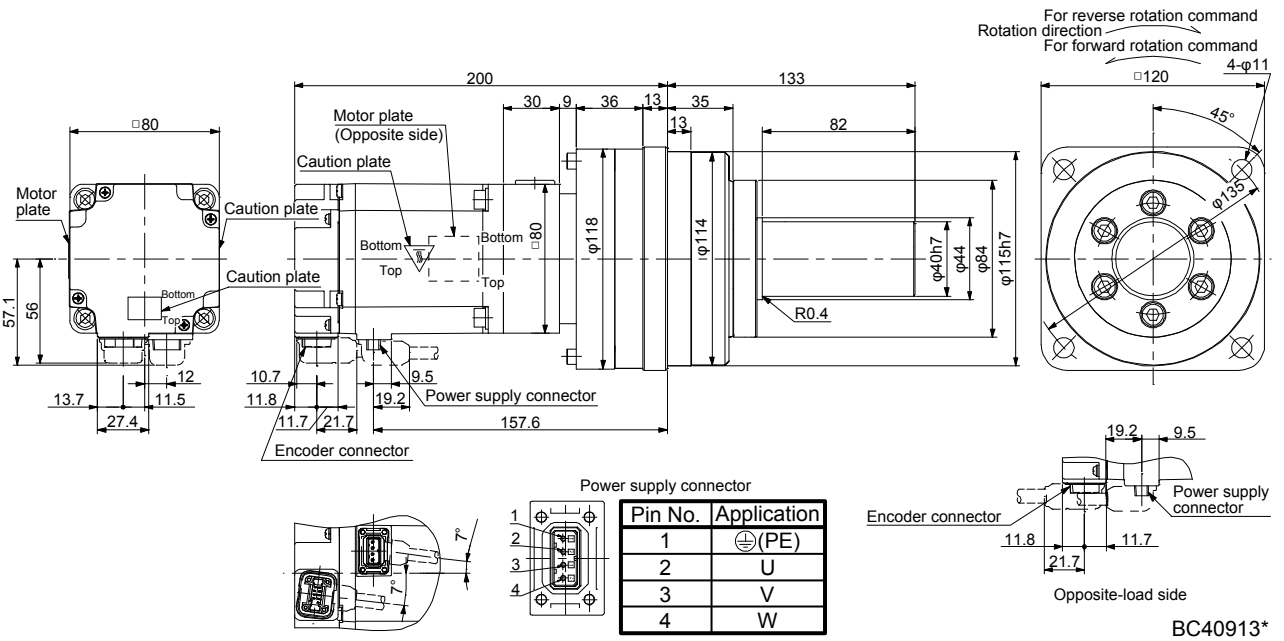 For reverse rotation command
Rotation direction
For forward rotation command
4-φ11
200
133
□120
30
9
36
13
35
□80
Motor plate
(Opposite side)
13
82
45°
Caution plate
Motor
plate
Caution plate
Bottom
Top
Bottom
Top
□80
φ118
φ114
φ40h7
φ44
φ84
φ115h7
φ135
57.1
56
Caution plate
Bottom
Top
R0.4
12
10.7
9.5
13.7
11.5
11.8
19.2
Power supply connector
27.4
11.7
21.7
157.6
Encoder connector
19.2
9.5
Power supply connector
Encoder connector
Power supply
connector
11.8
11.7
21.7
Opposite-load side
7°
7°
1
2
3
4
Pin No. Application
1 (PE)
2 U
3 V
4 W
BC40913*